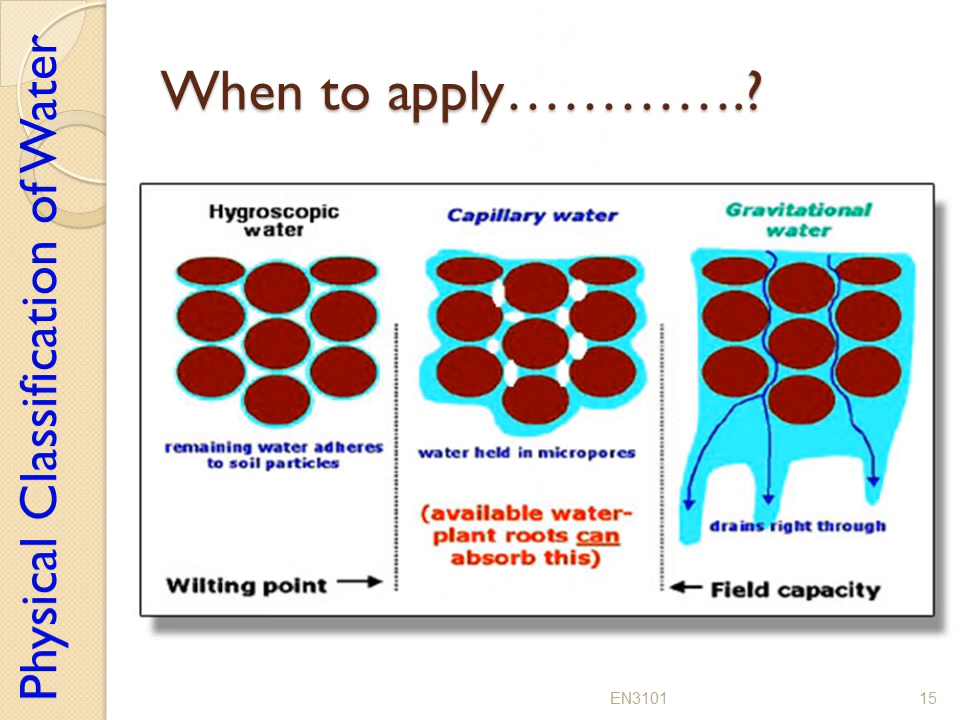 Physical Classification of Water
When to apply………….?
Hygroscopic
water
Capillary water
Gravitational
water
remaining water adheres
to soil particles
water held in micropores
(available water-
plant roots can
absorb this)
drains right through
Wilting point
Field capacity
EN3101
15